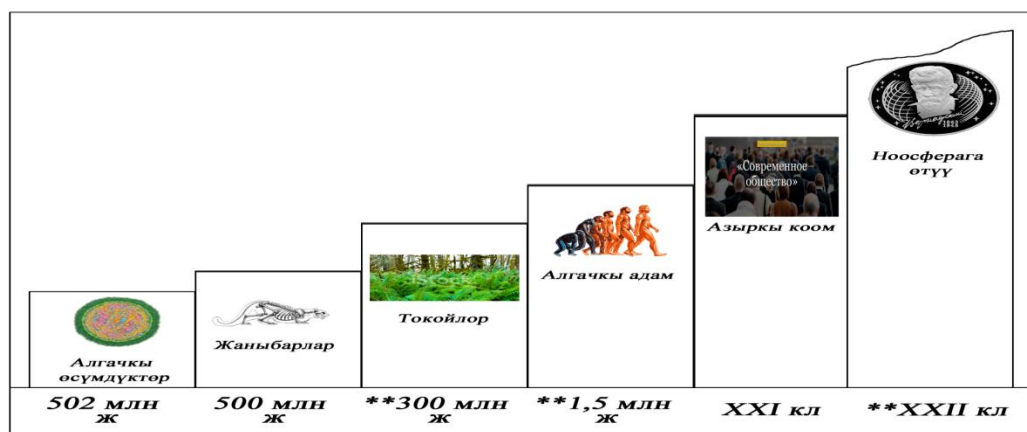 Алгачкы
өсүмдүктөр
Жаныбарлар
iStock
Токойлор
Алгачкы адам
«Современное
общество»
Азыркы коом
Ноосферага
өтүү
502 млн
ж
500 млн
ж
**300 млн
ж
**1,5 млн
ж
XXI кл
**XXII кл